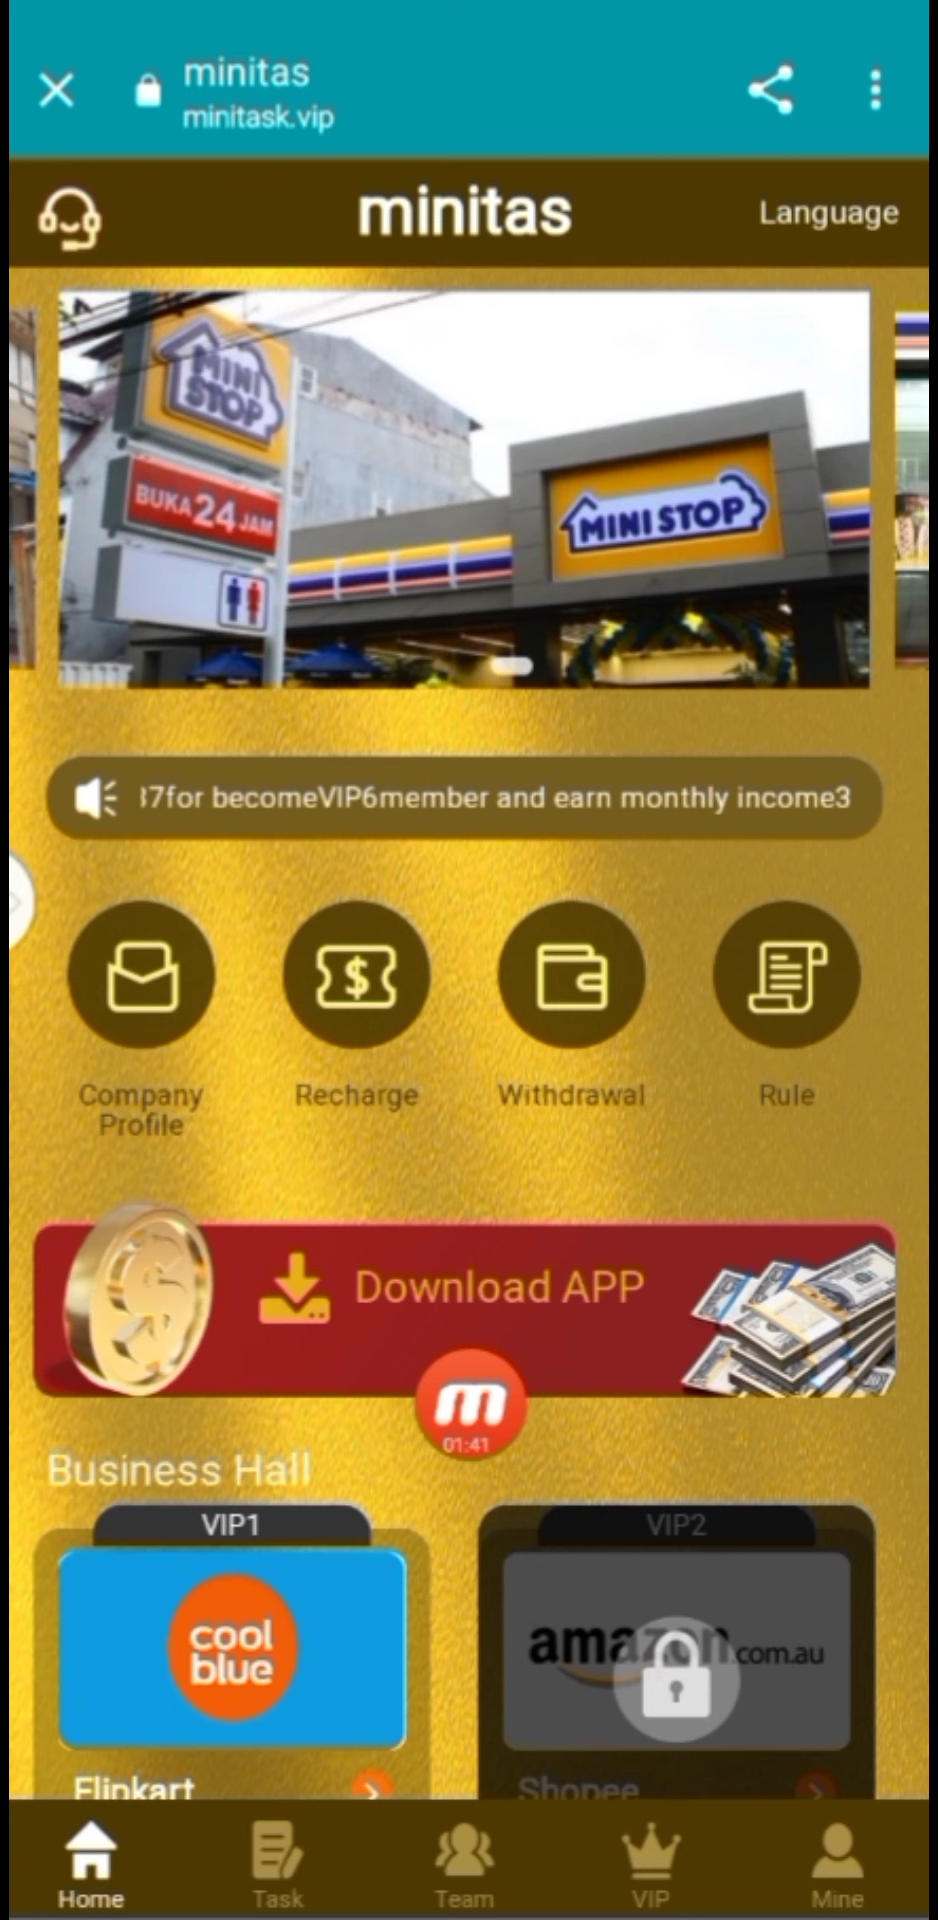 minitas
minitask.vip
minitas
Language
MINI
STOP
BUKA 24 JAM
MINI STOP
37for becomeVIP6member and earn monthly income3
Company
Profile
Recharge
Withdrawal
Rule
Download APP
01:41
Business Hall
VIP1
VIP2
cool
blue
amazon.com.au
Flipkart
Shopee
Home
Task
Team
VIP
Mine